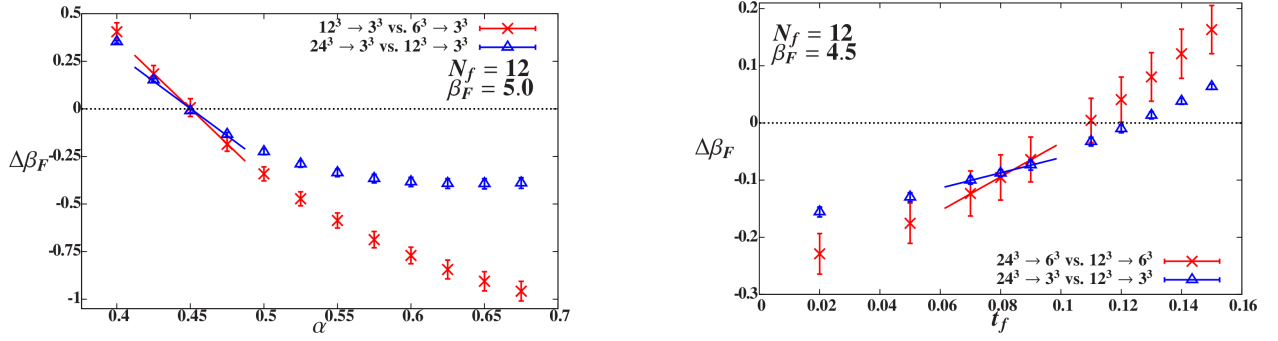 0.5
0.25
0
-0.25
-0.5
-0.75
-1
Δβ_F
12³ → 3³ vs. 6³ → 3³
24³ → 3³ vs. 12³ → 3³
N_f = 12
β_F = 5.0
0.4 0.45 0.5 0.55 0.6 0.65 0.7
α
0.2
0.1
0
-0.1
-0.2
-0.3
Δβ_F
N_f = 12
β_F = 4.5
24³ → 6³ vs. 12³ → 6³
24³ → 3³ vs. 12³ → 3³
0 0.02 0.04 0.06 0.08 0.10 0.12 0.14 0.16
t_f